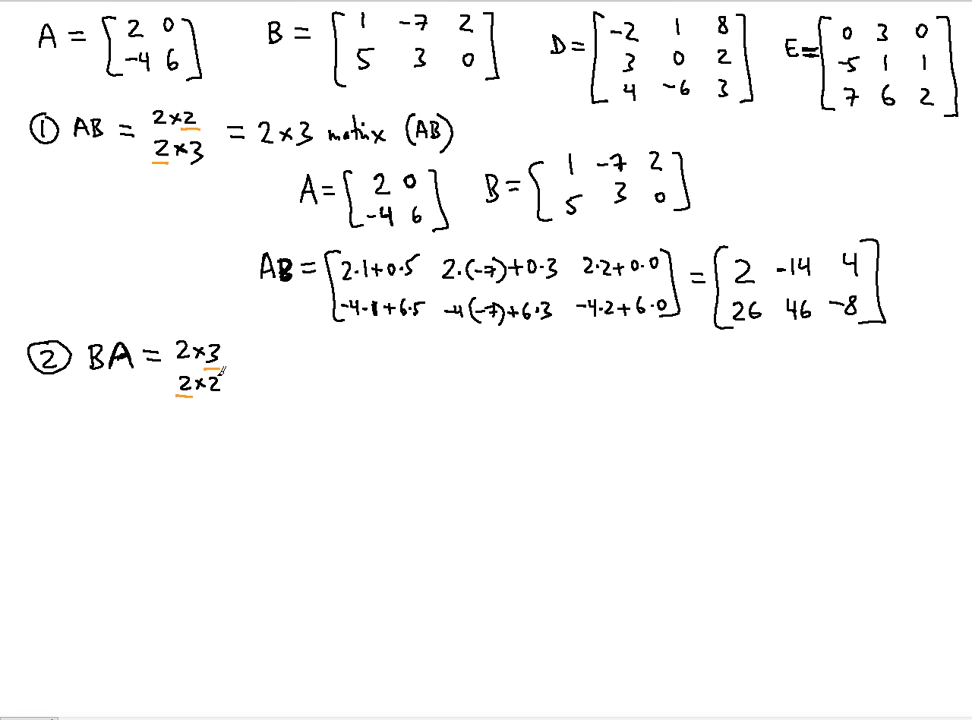 A = [2 0; -4 6] B = [1 -7 2; 5 3 0] D = [-2 1 8; 3 0 2; 4 -6 3] E = [0 3 0; -5 1 1; 7 6 2]
① AB = 2×2 2×3 = 2×3 matrix (AB)
A = [2 0; -4 6] B = [1 -7 2; 5 3 0]
AB = [2·1+0·5 2·(-7)+0·3 2·2+0·0; -4·1+6·5 -4(-7)+6·3 -4·2+6·0] = [2 -14 4; 26 46 -8]
② BA = 2×3 2×2